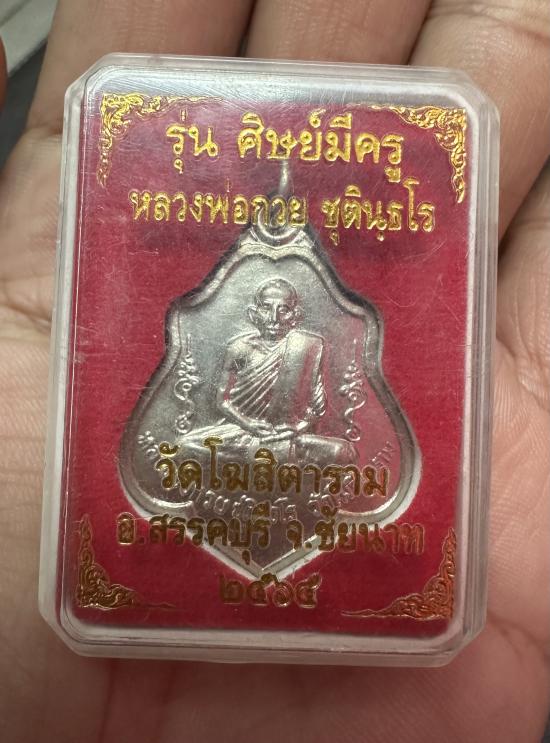 รุ่น ศิษย์มีครู
หลวงพ่อกวย ชุตินฺธโร
วัดโฆสิตาราม
อ.สรรคบุรี จ.ชัยนาท
๒๕๖๔